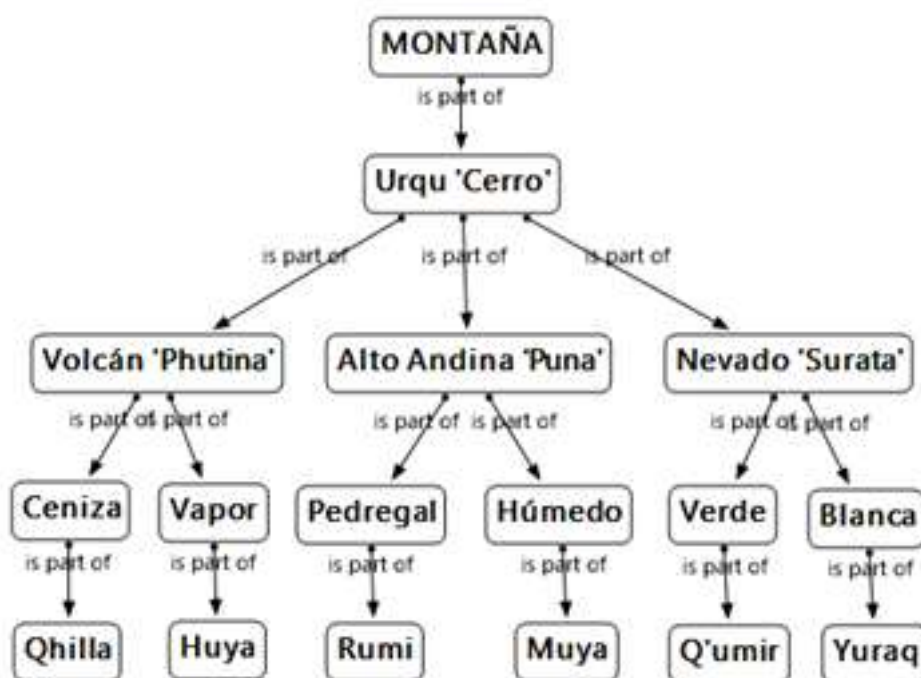 MONTAÑA
is part of
Urqu 'Cerro'
is part of
is part of
is part of
Volcán 'Phutina'
Alto Andina 'Puna'
Nevado 'Surata'
is part of
is part of
is part of
is part of
is part of
is part of
Ceniza
Vapor
Pedregal
Húmedo
Verde
Blanca
is part of
is part of
is part of
is part of
is part of
is part of
Qhilla
Huya
Rumi
Muya
Q'umir
Yuraq